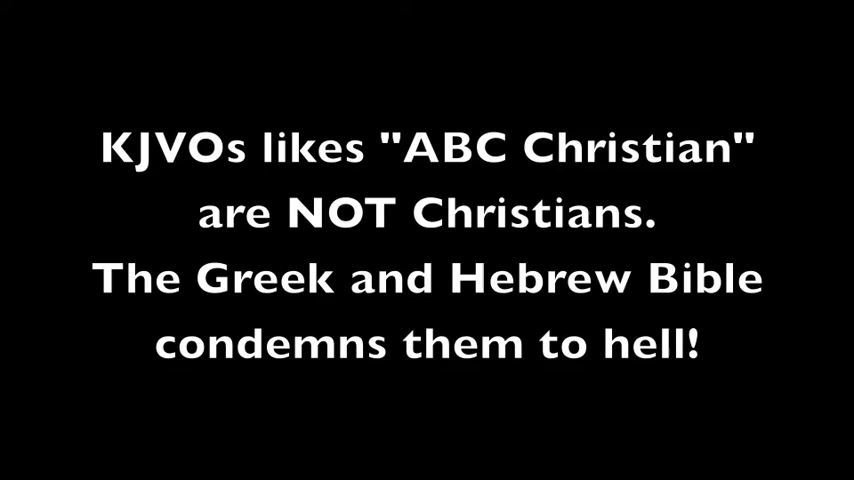 KJVOs likes "ABC Christian"
are NOT Christians.
The Greek and Hebrew Bible
condemns them to hell!